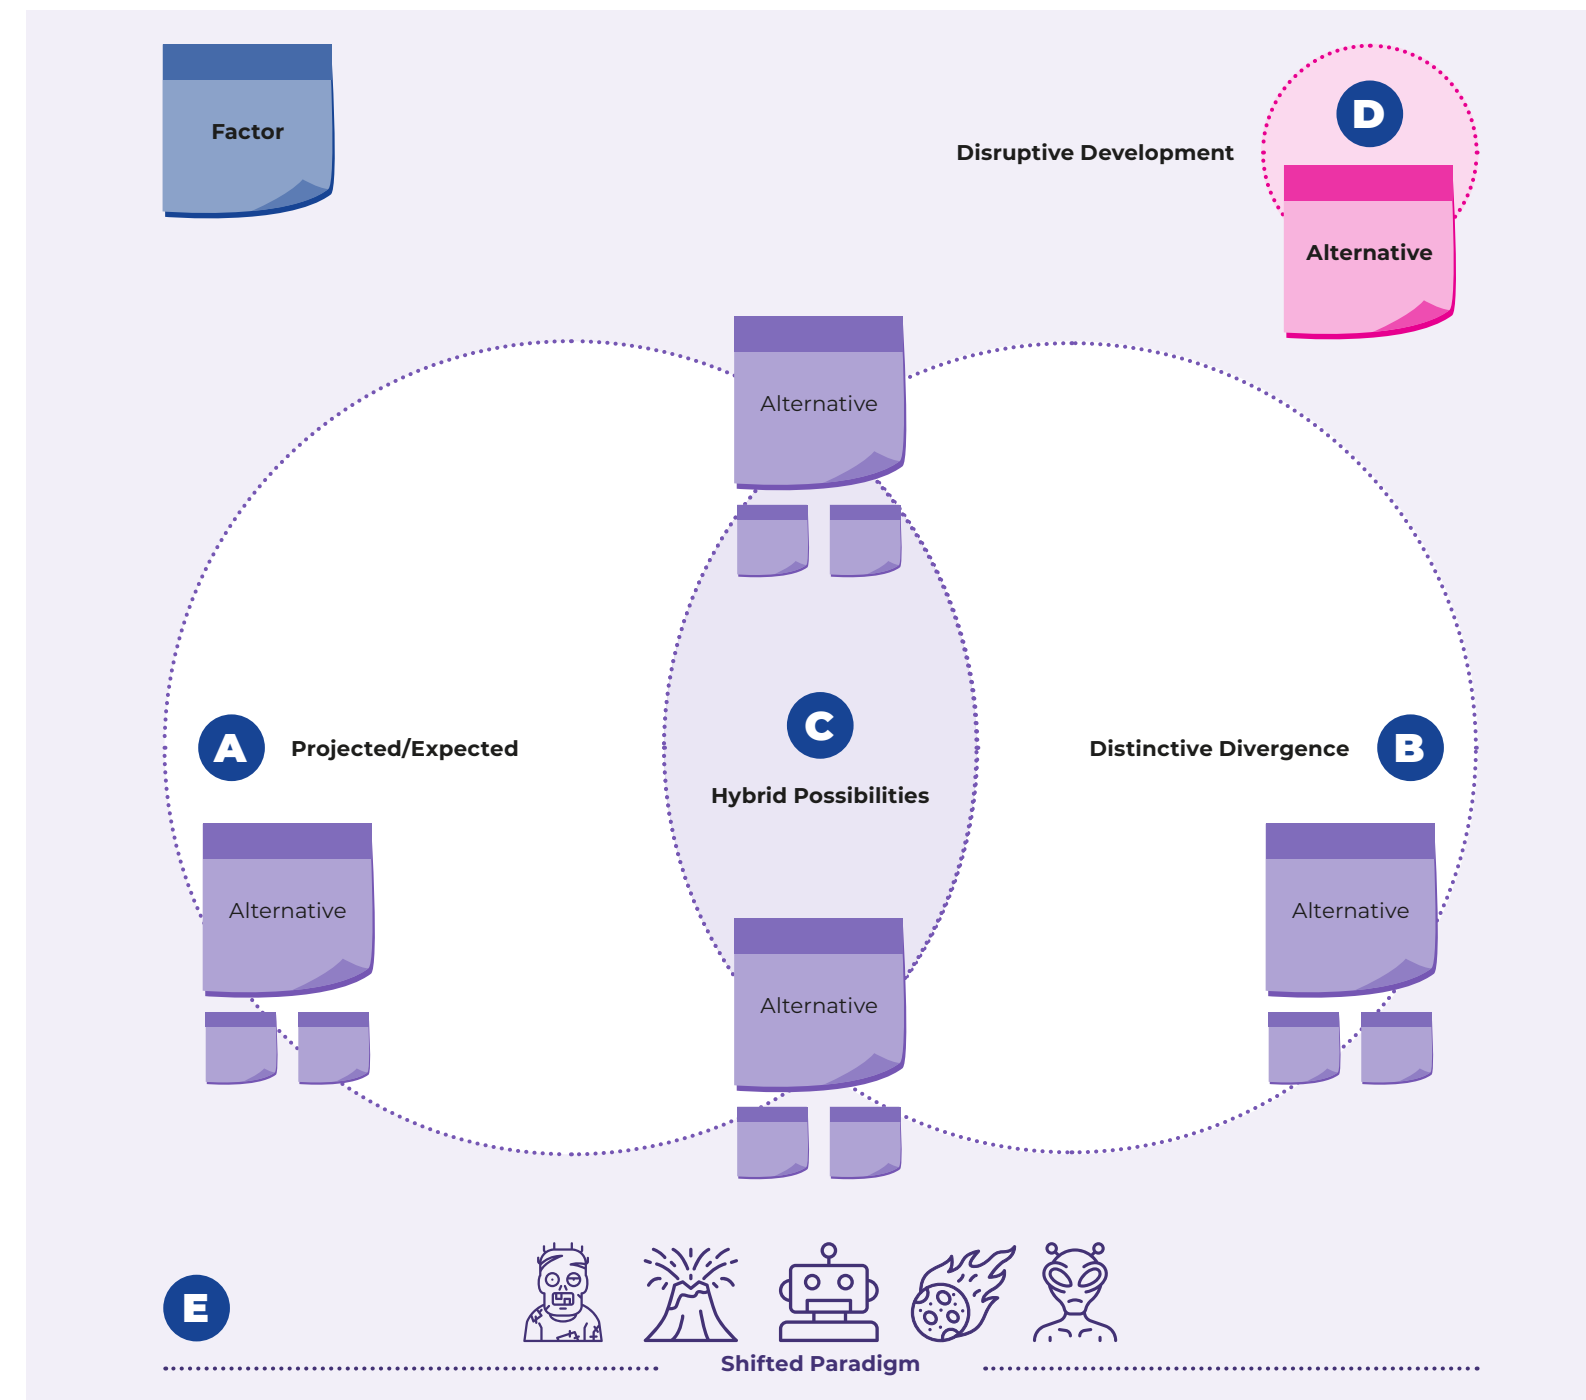 Factor
D
Disruptive Development
Alternative
Alternative
A
Projected/Expected
C
Hybrid Possibilities
Distinctive Divergence
B
Alternative
Alternative
Alternative
E
Shifted Paradigm